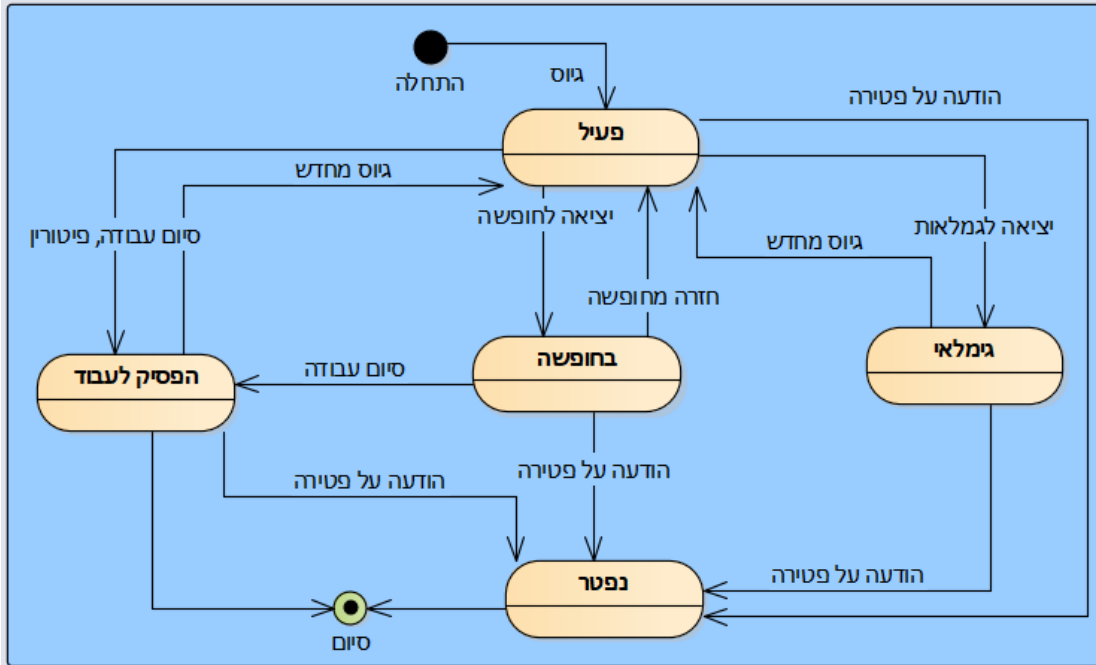 התחלה
גיוס
הודעה על פטירה
פעיל
גיוס מחדש
יציאה לחופשה
סיום עבודה, פיטורין
יציאה לגמלאות
גיוס מחדש
חזרה מחופשה
גימלאי
בחופשה
הפסיק לעבוד
סיום עבודה
הודעה על פטירה
הודעה על פטירה
הודעה על פטירה
נפטר
סיום